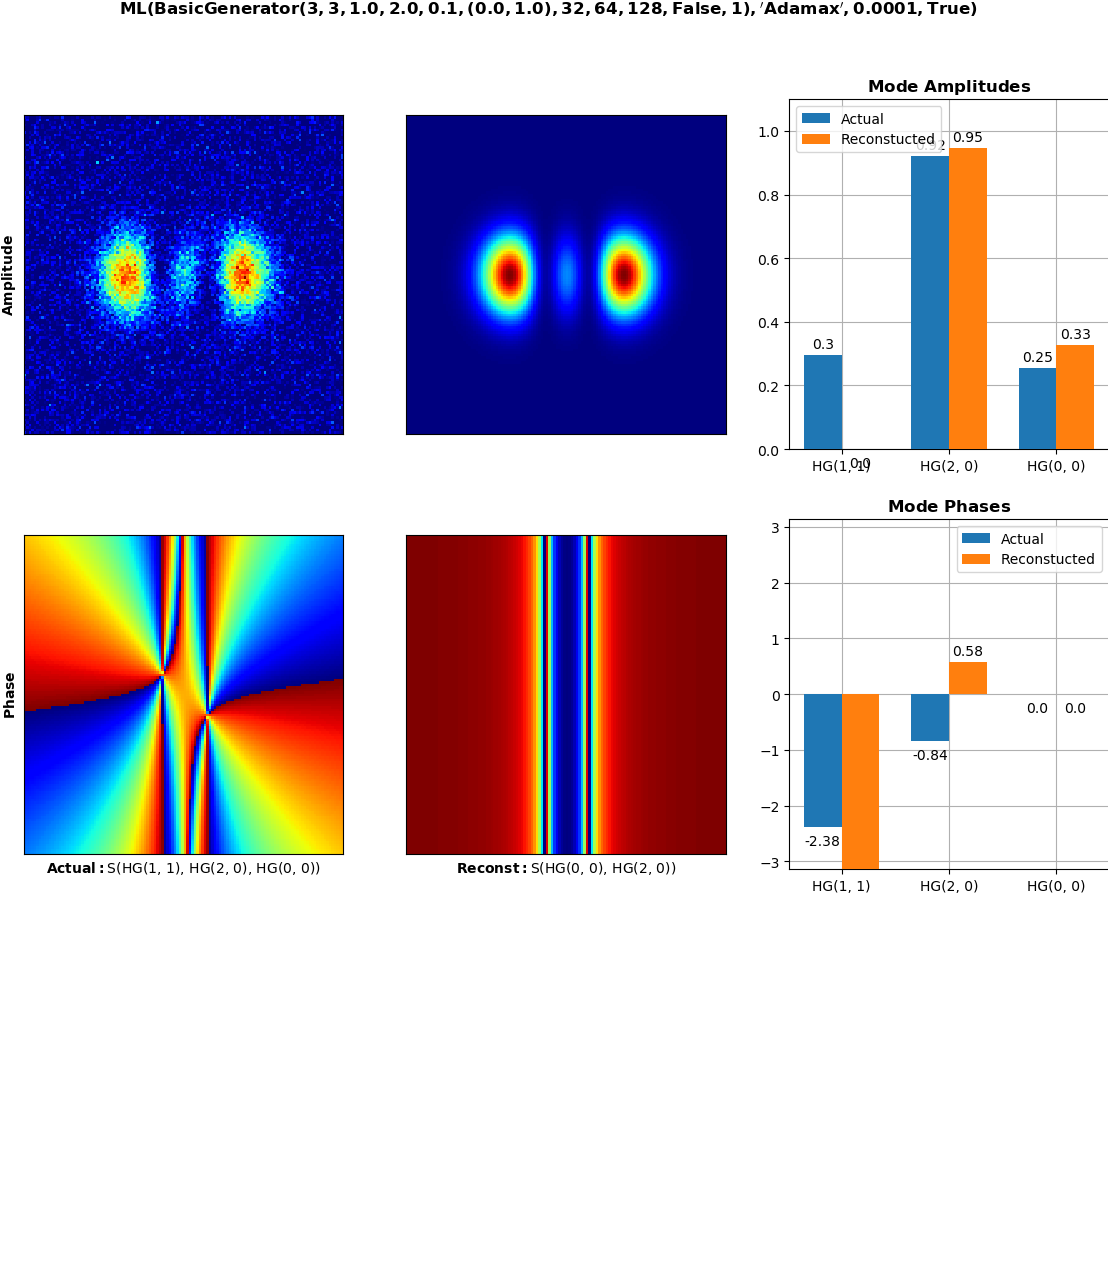 ML(BasicGenerator(3, 3, 1.0, 2.0, 0.1, (0.0, 1.0), 32, 64, 128, False, 1), 'Adamax', 0.0001, True)
Amplitude
Mode Amplitudes
Actual
Reconstucted
1.0
0.8
0.6
0.4
0.2
0.0
0.3
0.0
0.92
0.95
0.25
0.33
HG(1, 1)
HG(2, 0)
HG(0, 0)
Phase
Actual: S(HG(1, 1), HG(2, 0), HG(0, 0))
Reconst: S(HG(0, 0), HG(2, 0))
Mode Phases
Actual
Reconstucted
3
2
1
0
−1
−2
−3
-2.38
-0.84
0.58
0.0
0.0
HG(1, 1)
HG(2, 0)
HG(0, 0)